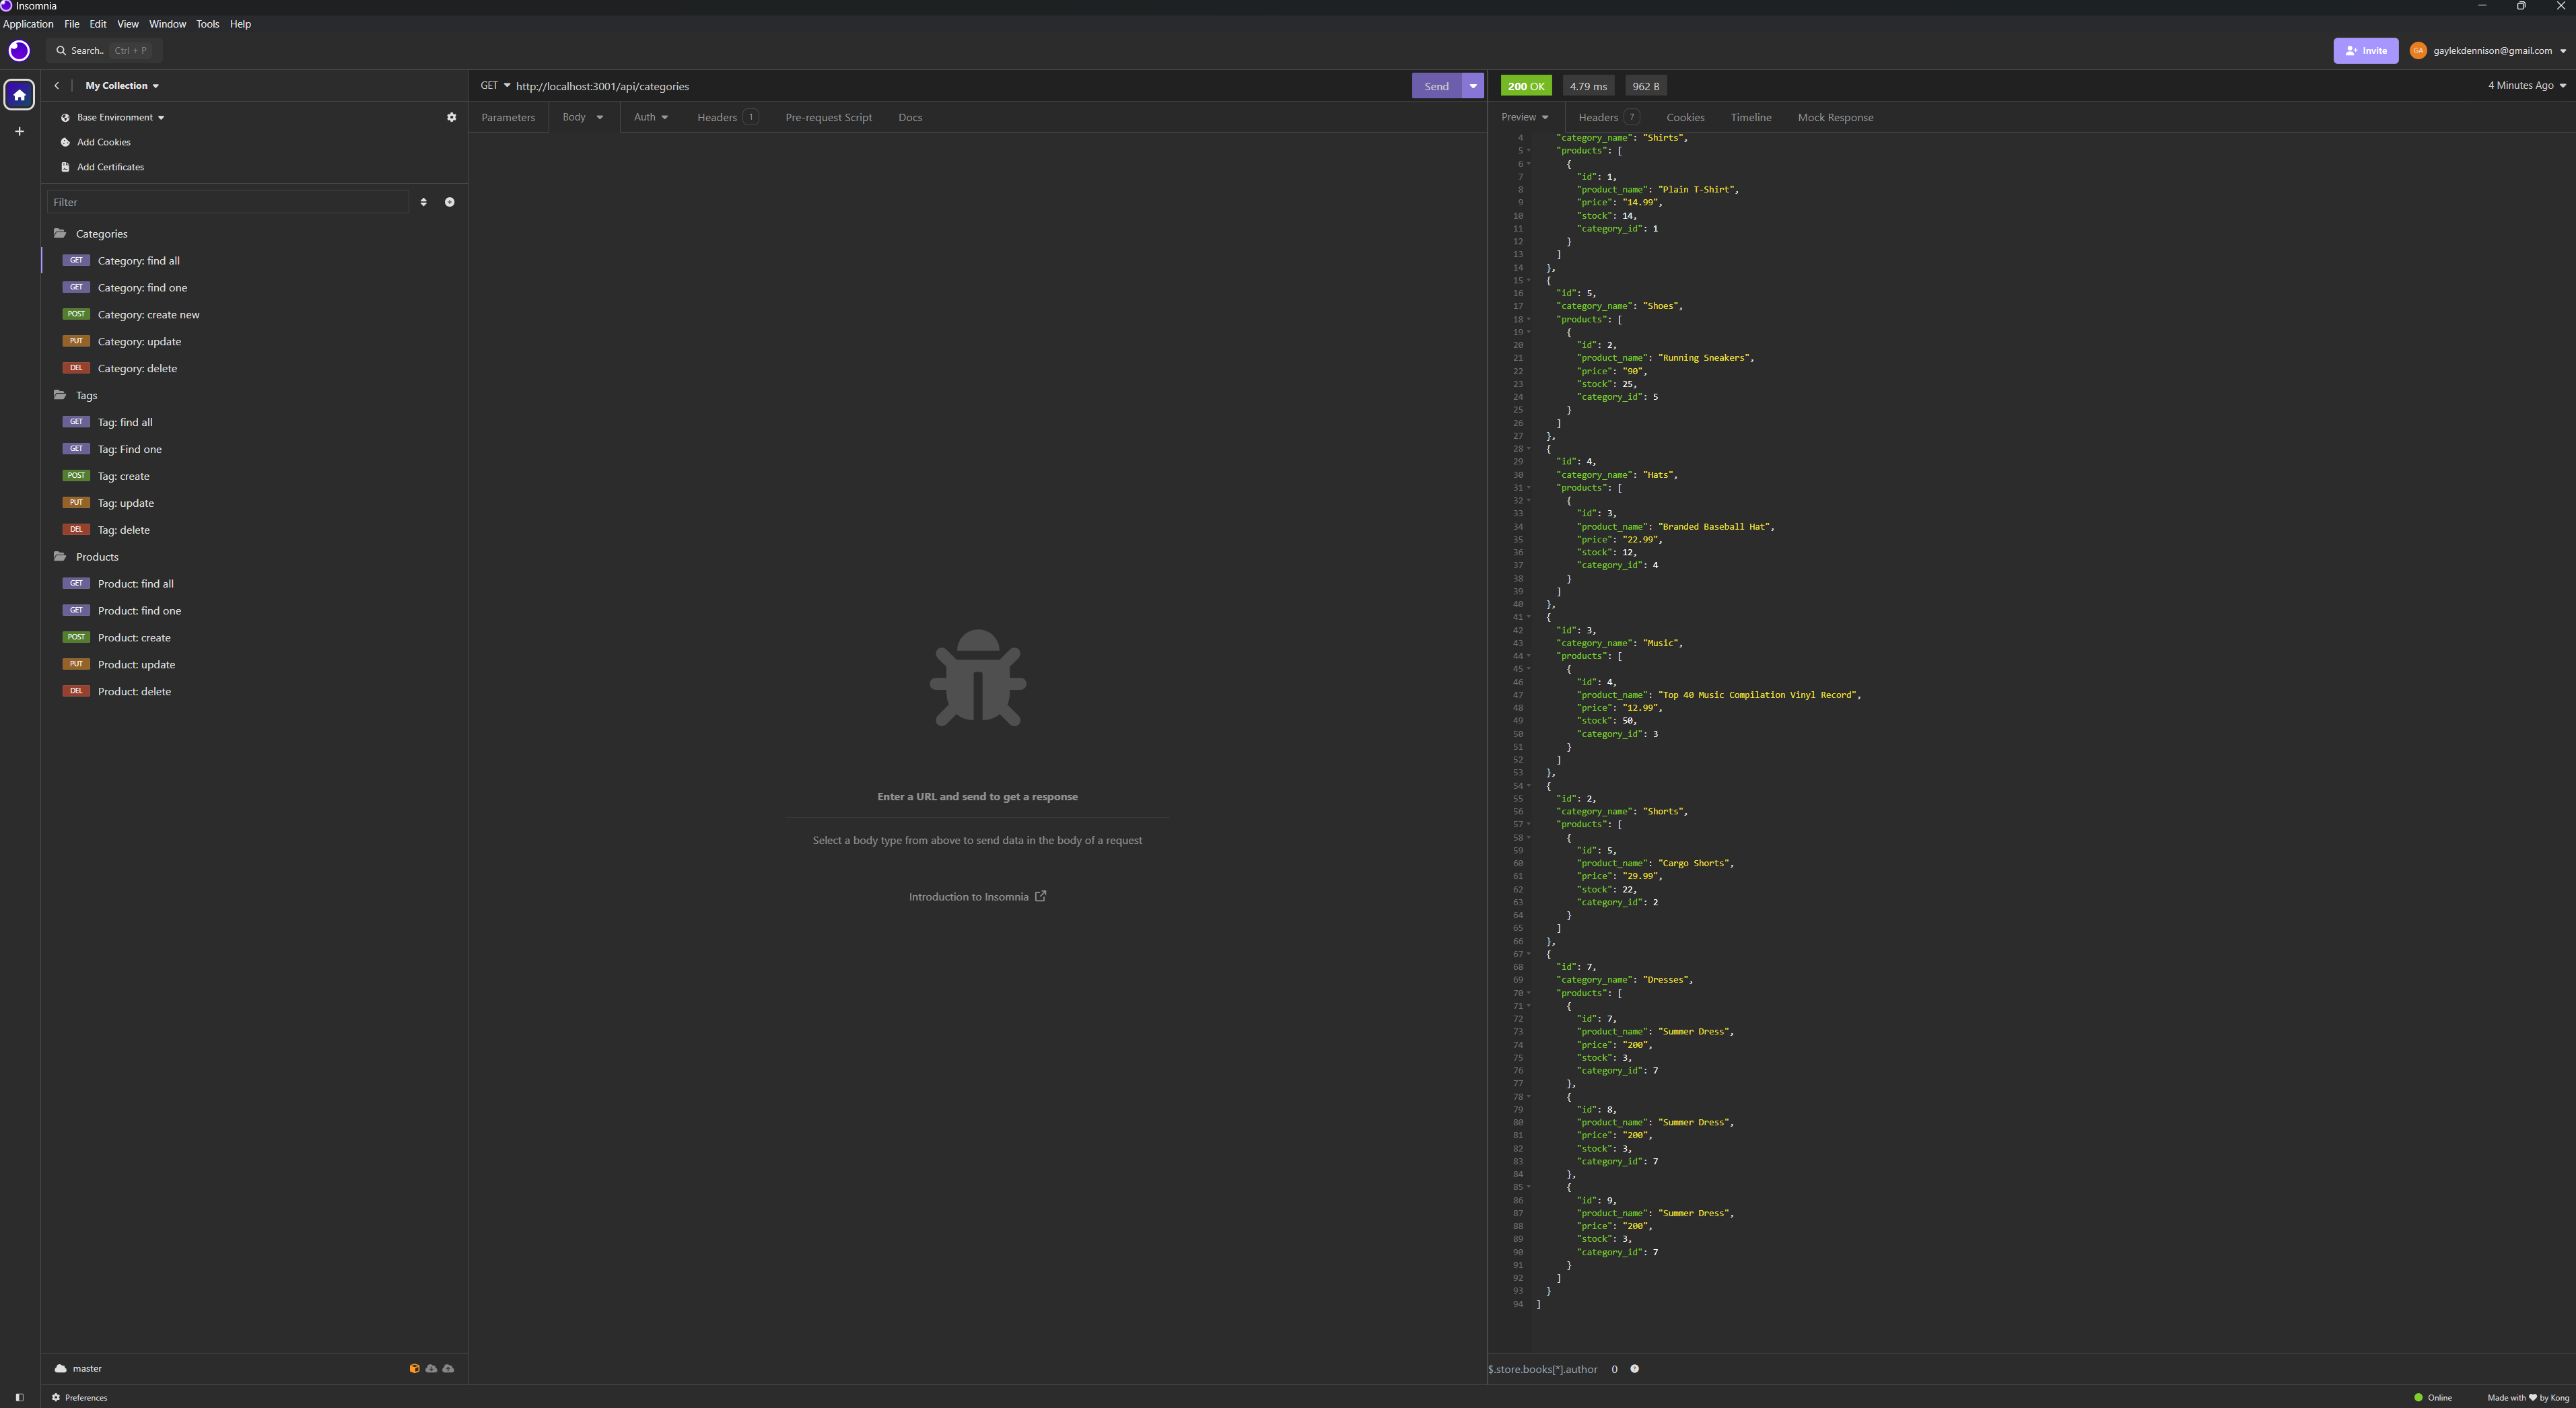 Insomnia
Application File Edit View Window Tools Help
Search.. Ctrl + P
Invite
GA gaylekdennison@gmail.com
My Collection
Base Environment
Add Cookies
Add Certificates
Filter
Categories
GET Category: find all
GET Category: find one
POST Category: create new
PUT Category: update
DEL Category: delete
Tags
GET Tag: find all
GET Tag: Find one
POST Tag: create
PUT Tag: update
DEL Tag: delete
Products
GET Product: find all
GET Product: find one
POST Product: create
PUT Product: update
DEL Product: delete
master
Preferences
GET http://localhost:3001/api/categories
Send
Parameters Body Auth Headers 1 Pre-request Script Docs
Enter a URL and send to get a response
Select a body type from above to send data in the body of a request
Introduction to Insomnia
200 OK 4.79 ms 962 B 4 Minutes Ago
Preview Headers 7 Cookies Timeline Mock Response
4 "category_name": "Shirts",
5 "products": [
6 {
7 "id": 1,
8 "product_name": "Plain T-Shirt",
9 "price": "14.99",
10 "stock": 14,
11 "category_id": 1
12 }
13 ]
14 },
15 {
16 "id": 5,
17 "category_name": "Shoes",
18 "products": [
19 {
20 "id": 2,
21 "product_name": "Running Sneakers",
22 "price": "90",
23 "stock": 25,
24 "category_id": 5
25 }
26 ]
27 },
28 {
29 "id": 4,
30 "category_name": "Hats",
31 "products": [
32 {
33 "id": 3,
34 "product_name": "Branded Baseball Hat",
35 "price": "22.99",
36 "stock": 12,
37 "category_id": 4
38 }
39 ]
40 },
41 {
42 "id": 3,
43 "category_name": "Music",
44 "products": [
45 {
46 "id": 4,
47 "product_name": "Top 40 Music Compilation Vinyl Record",
48 "price": "12.99",
49 "stock": 50,
50 "category_id": 3
51 }
52 ]
53 },
54 {
55 "id": 2,
56 "category_name": "Shorts",
57 "products": [
58 {
59 "id": 5,
60 "product_name": "Cargo Shorts",
61 "price": "29.99",
62 "stock": 22,
63 "category_id": 2
64 }
65 ]
66 },
67 {
68 "id": 7,
69 "category_name": "Dresses",
70 "products": [
71 {
72 "id": 7,
73 "product_name": "Summer Dress",
74 "price": "200",
75 "stock": 3,
76 "category_id": 7
77 },
78 {
79 "id": 8,
80 "product_name": "Summer Dress",
81 "price": "200",
82 "stock": 3,
83 "category_id": 7
84 },
85 {
86 "id": 9,
87 "product_name": "Summer Dress",
88 "price": "200",
89 "stock": 3,
90 "category_id": 7
91 }
92 ]
93 }
94 ]
$.store.books[*].author 0
Online
Made with ♥ by Kong